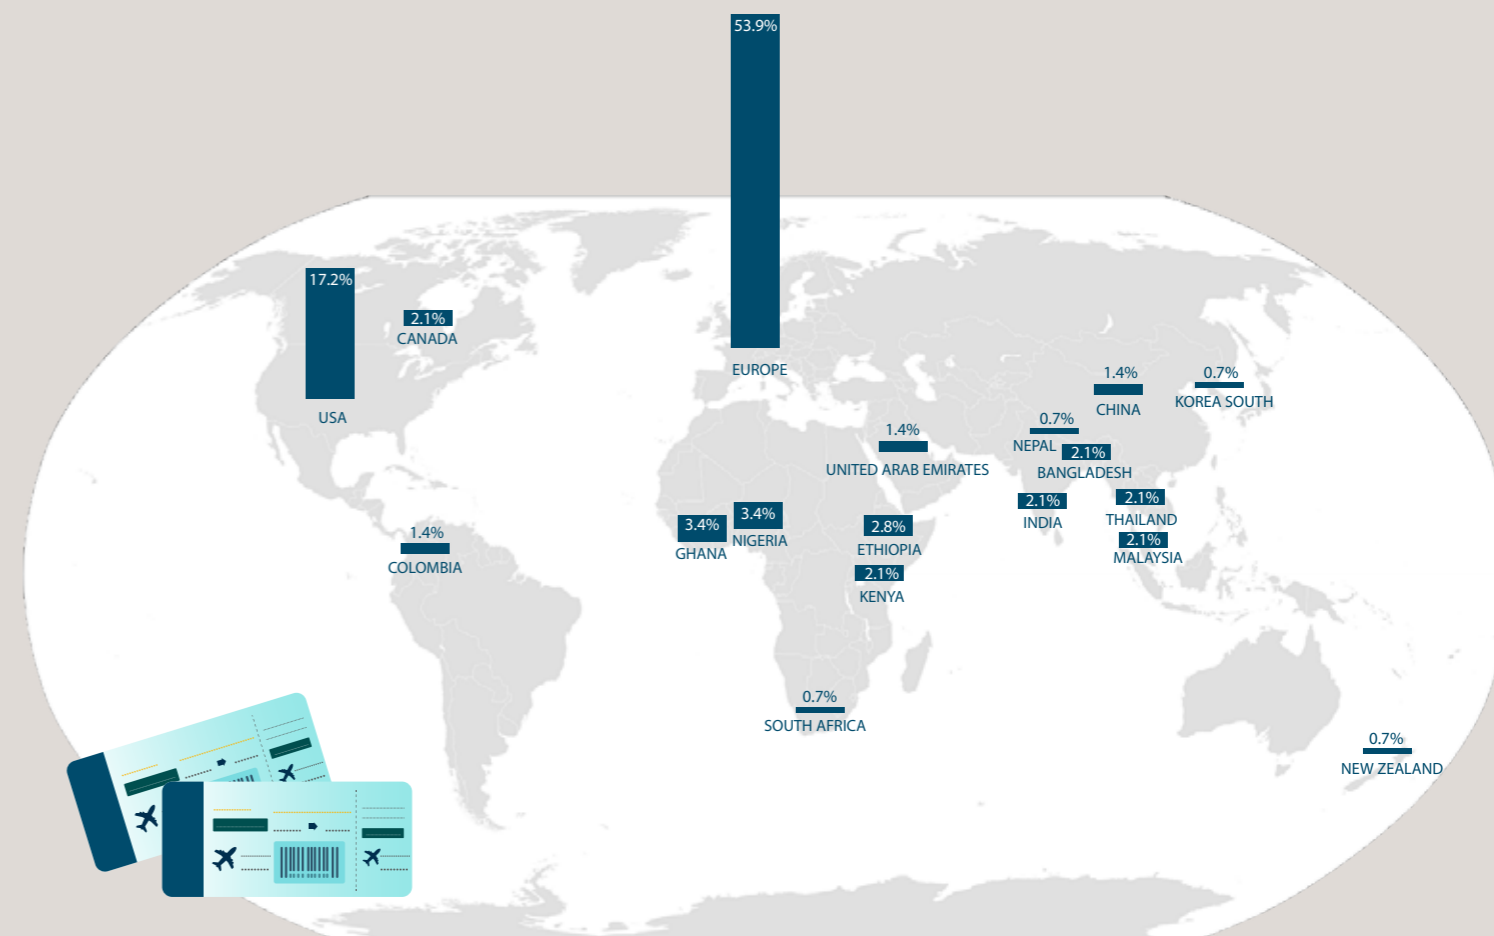 53.9%
EUROPE
17.2%
USA
2.1%
CANADA
1.4%
CHINA
0.7%
KOREA SOUTH
0.7%
NEPAL
2.1%
BANGLADESH
1.4%
UNITED ARAB EMIRATES
2.1%
INDIA
2.1%
THAILAND
2.1%
MALAYSIA
3.4%
GHANA
3.4%
NIGERIA
2.8%
ETHIOPIA
2.1%
KENYA
1.4%
COLOMBIA
0.7%
SOUTH AFRICA
0.7%
NEW ZEALAND